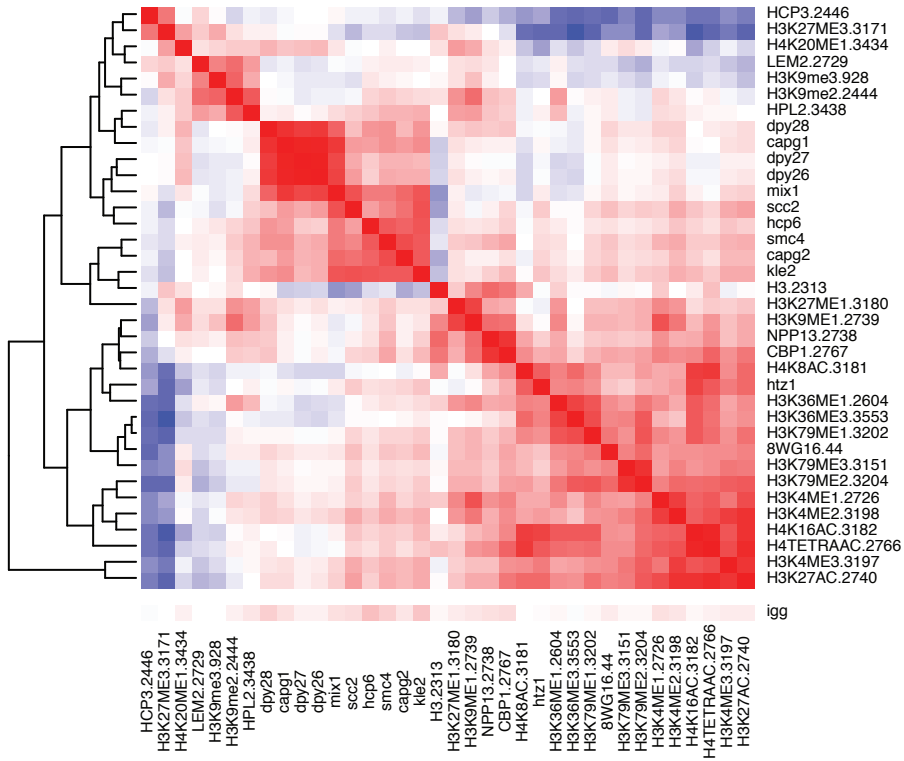 HCP3.2446
H3K27ME3.3171
H4K20ME1.3434
LEM2.2729
H3K9me3.928
H3K9me2.2444
HPL2.3438
dpy28
capg1
dpy27
dpy26
mix1
scc2
hcp6
smc4
capg2
kle2
H3.2313
H3K27ME1.3180
H3K9ME1.2739
NPP13.2738
CBP1.2767
H4K8AC.3181
htz1
H3K36ME1.2604
H3K36ME3.3553
H3K79ME1.3202
8WG16.44
H3K79ME3.3151
H3K79ME2.3204
H3K4ME1.2726
H3K4ME2.3198
H4K16AC.3182
H4TETRAAC.2766
H3K4ME3.3197
H3K27AC.2740
igg
HCP3.2446
H3K27ME3.3171
H4K20ME1.3434
LEM2.2729
H3K9me3.928
H3K9me2.2444
HPL2.3438
dpy28
capg1
dpy27
dpy26
mix1
scc2
hcp6
smc4
capg2
kle2
H3.2313
H3K27ME1.3180
H3K9ME1.2739
NPP13.2738
CBP1.2767
H4K8AC.3181
htz1
H3K36ME1.2604
H3K36ME3.3553
H3K79ME1.3202
8WG16.44
H3K79ME3.3151
H3K79ME2.3204
H3K4ME1.2726
H3K4ME2.3198
H4K16AC.3182
H4TETRAAC.2766
H3K4ME3.3197
H3K27AC.2740